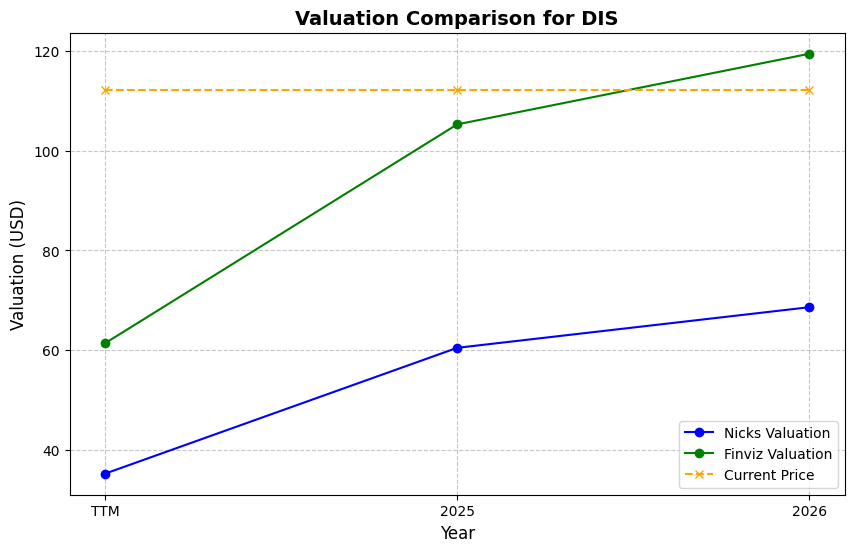 Valuation Comparison for DIS
120
100
80
60
40
Valuation (USD)
TTM
2025
2026
Year
Nicks Valuation
Finviz Valuation
Current Price